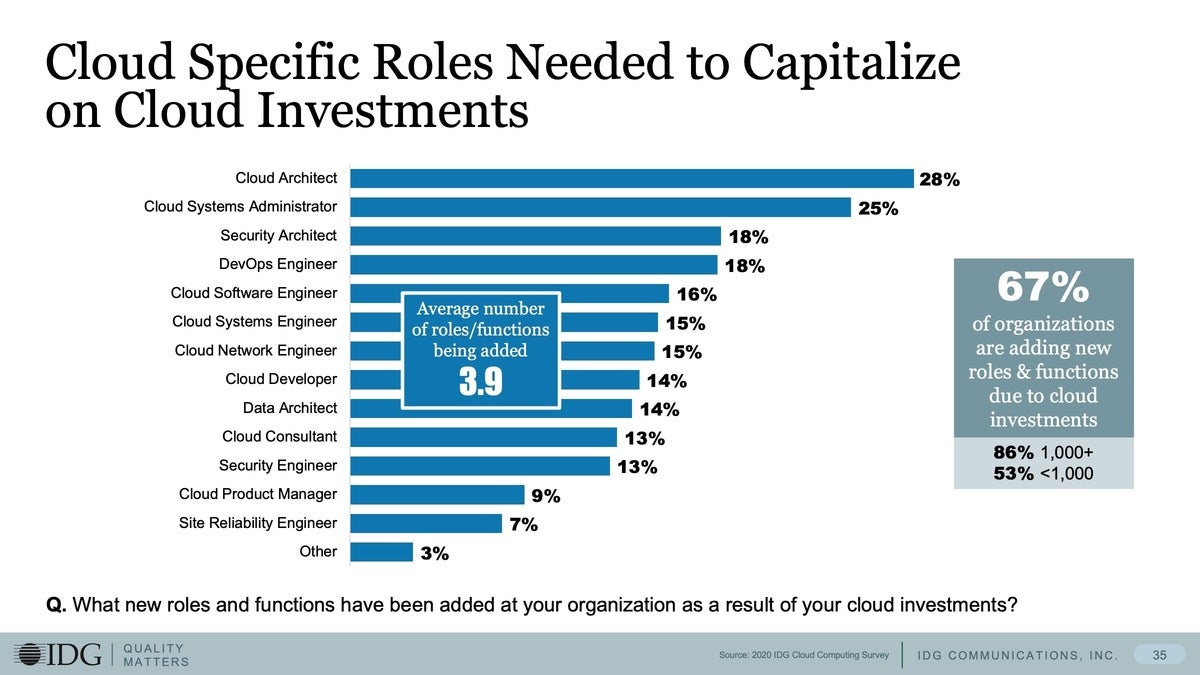 Cloud Specific Roles Needed to Capitalize
on Cloud Investments
Cloud Architect 28%
Cloud Systems Administrator 25%
Security Architect 18%
DevOps Engineer 18%
Cloud Software Engineer 16%
Cloud Systems Engineer 15%
Cloud Network Engineer 15%
Cloud Developer 14%
Data Architect 14%
Cloud Consultant 13%
Security Engineer 13%
Cloud Product Manager 9%
Site Reliability Engineer 7%
Other 3%
Average number
of roles/functions
being added
3.9
67%
of organizations
are adding new
roles & functions
due to cloud
investments
86% 1,000+
53% <1,000
Q. What new roles and functions have been added at your organization as a result of your cloud investments?
IDG
QUALITY
MATTERS
Source: 2020 IDG Cloud Computing Survey
IDG COMMUNICATIONS, INC.
35